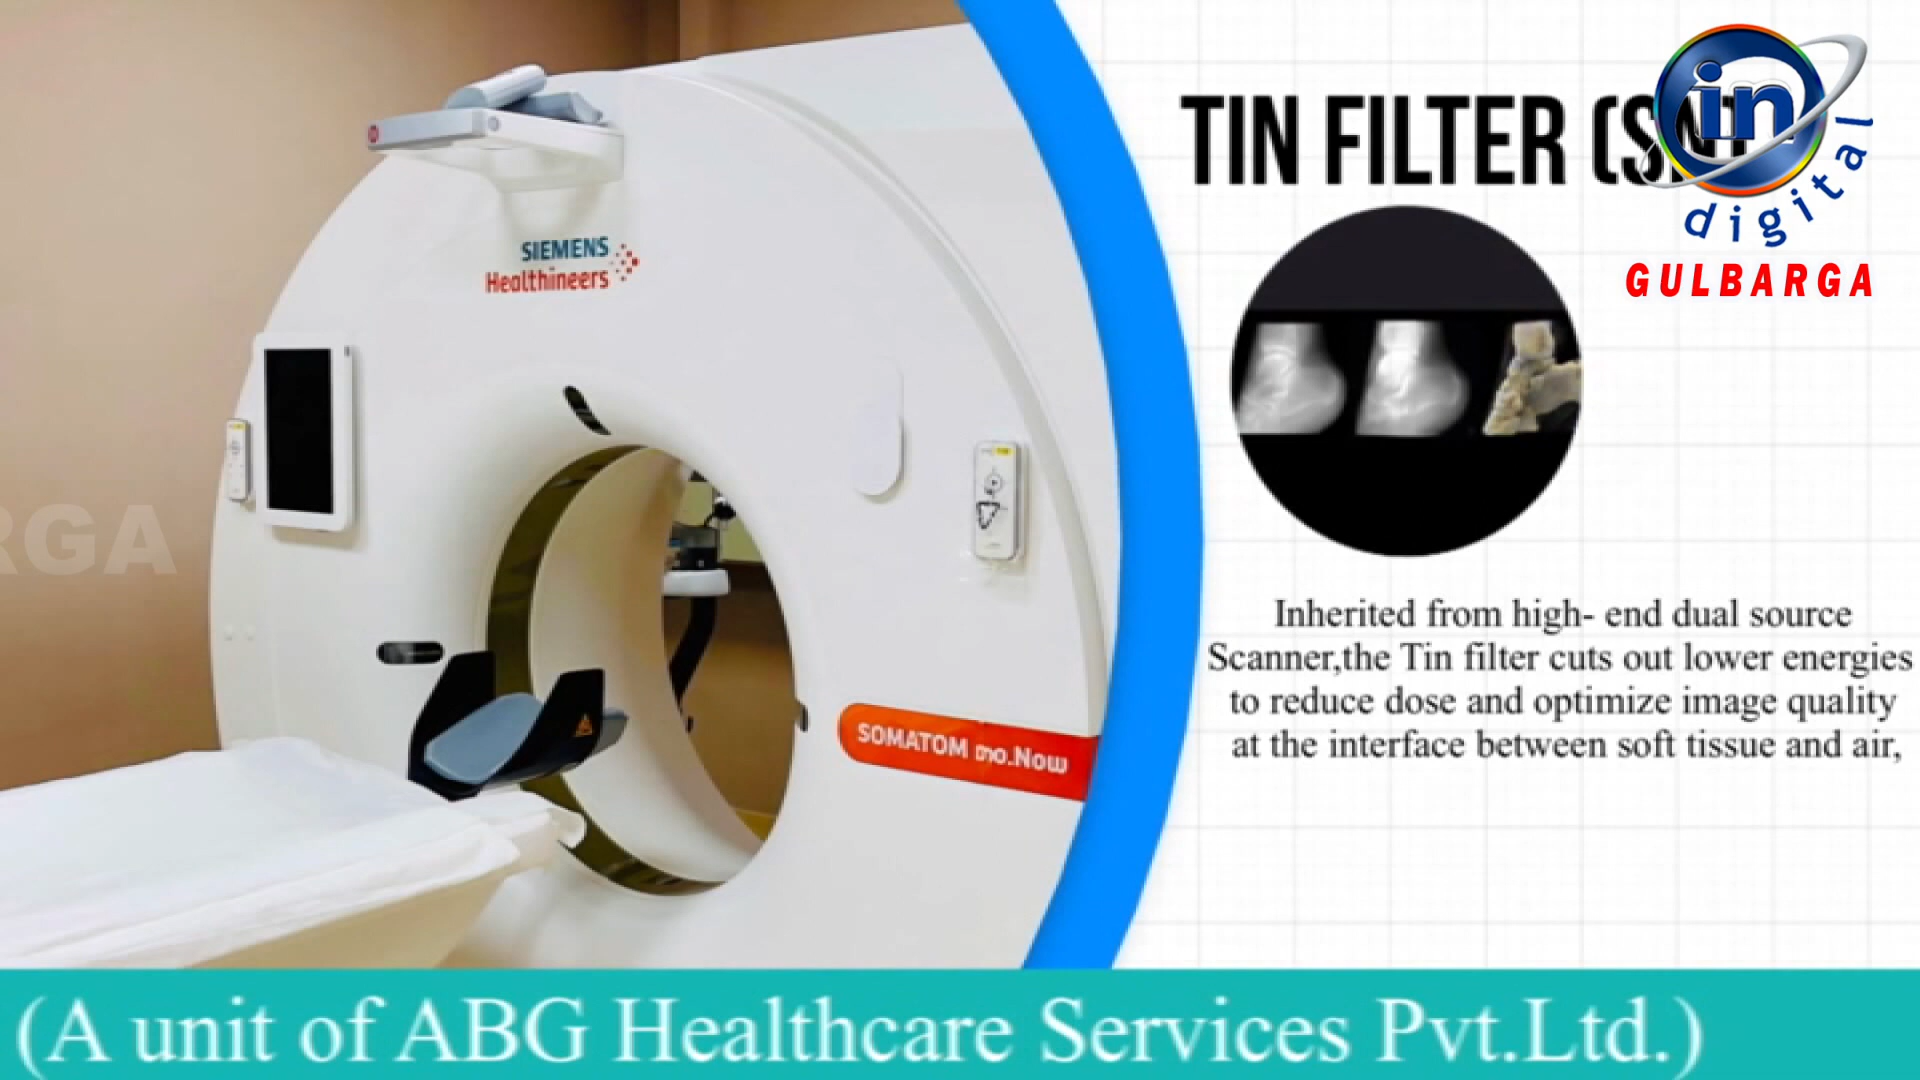 TIN FILTER (SN)
in
digital
GULBARGA
SIEMENS
Healthineers
RGA
SOMATOM go.Now
Inherited from high- end dual source
Scanner,the Tin filter cuts out lower energies
to reduce dose and optimize image quality
at the interface between soft tissue and air,
(A unit of ABG Healthcare Services Pvt.Ltd.)